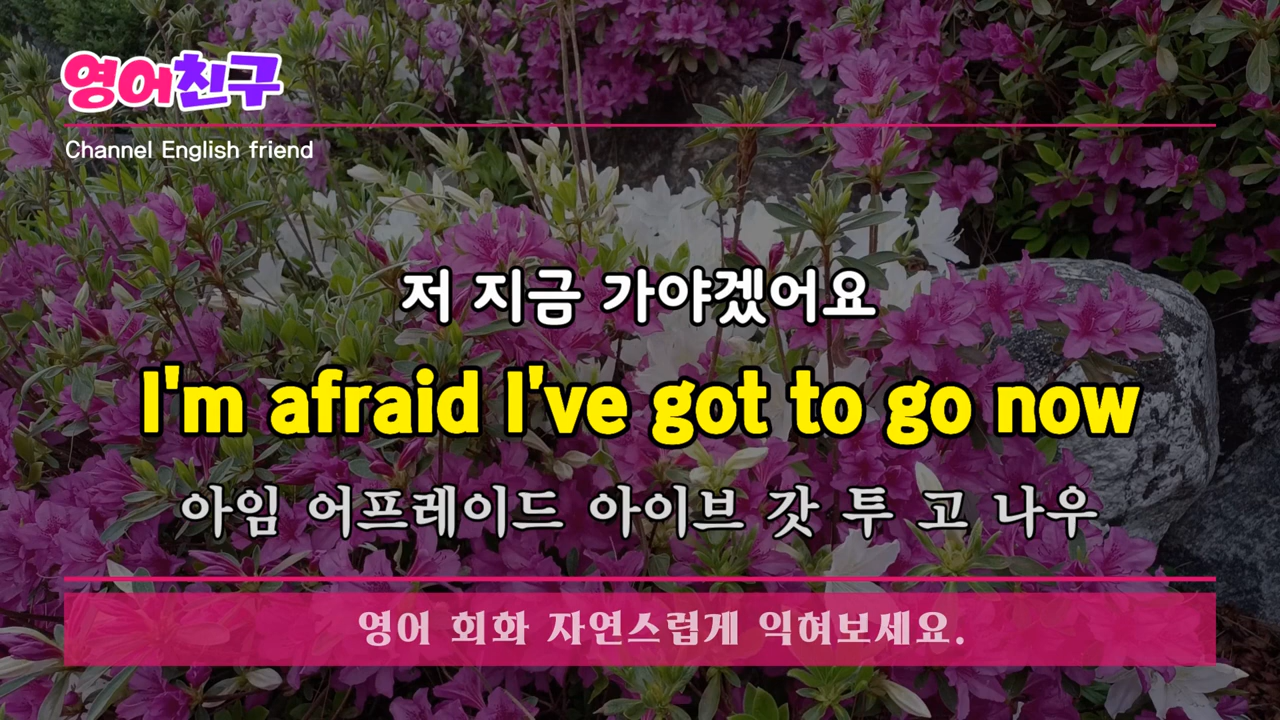 영어친구
Channel English friend
저 지금 가야겠어요
I'm afraid I've got to go now
아임 어프레이드 아이브 갓 투 고 나우
영어 회화 자연스럽게 익혀보세요.